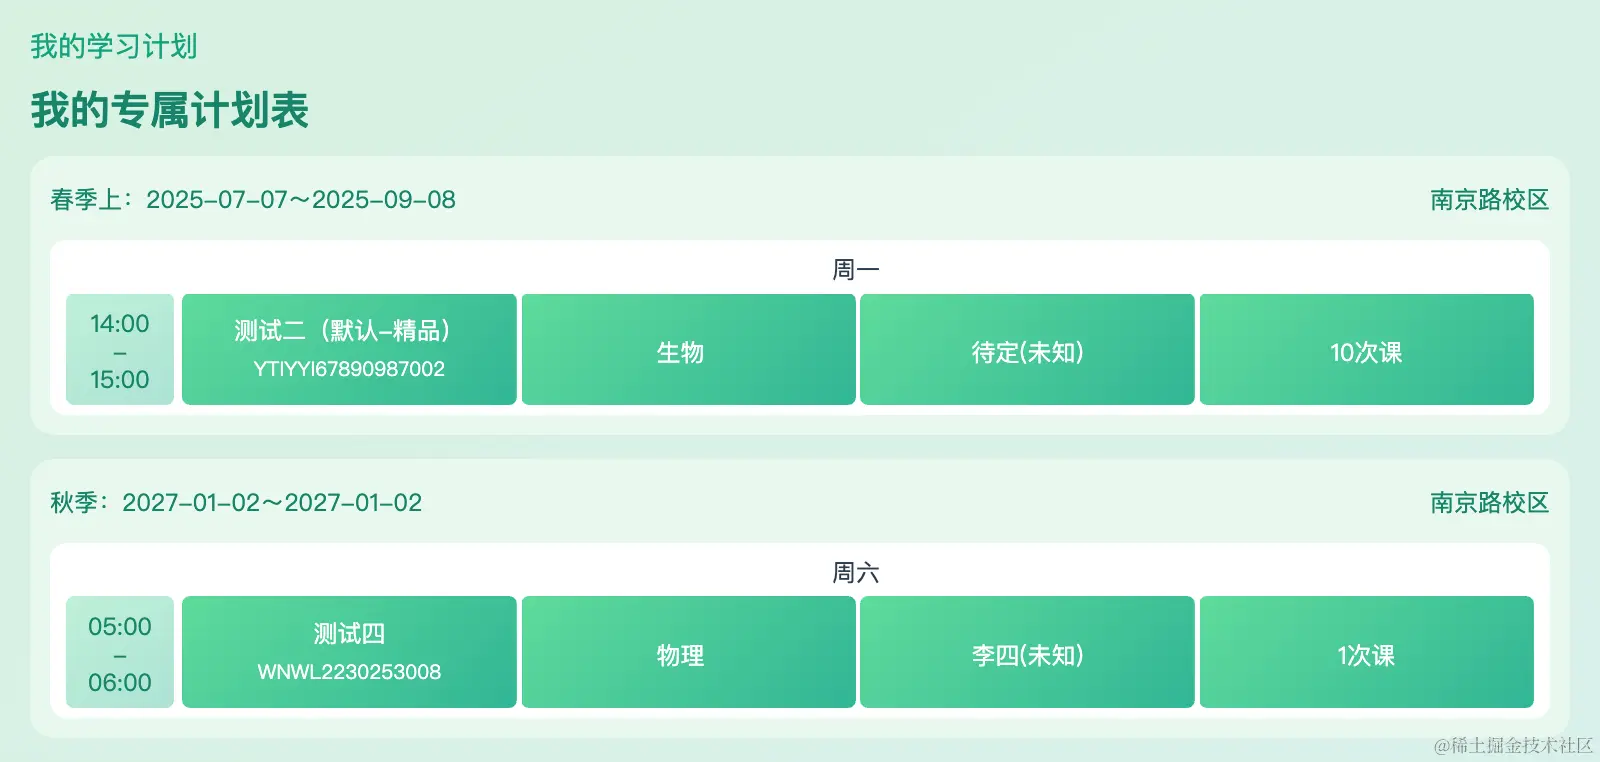 我的学习计划
我的专属计划表
春季上：2025-07-07～2025-09-08
南京路校区
周一
14:00
–
15:00
测试二（默认-精品）
YTIYYI67890987002
生物
待定(未知)
10次课
秋季：2027-01-02～2027-01-02
南京路校区
周六
05:00
–
06:00
测试四
WNWL2230253008
物理
李四(未知)
1次课
@稀土掘金技术社区